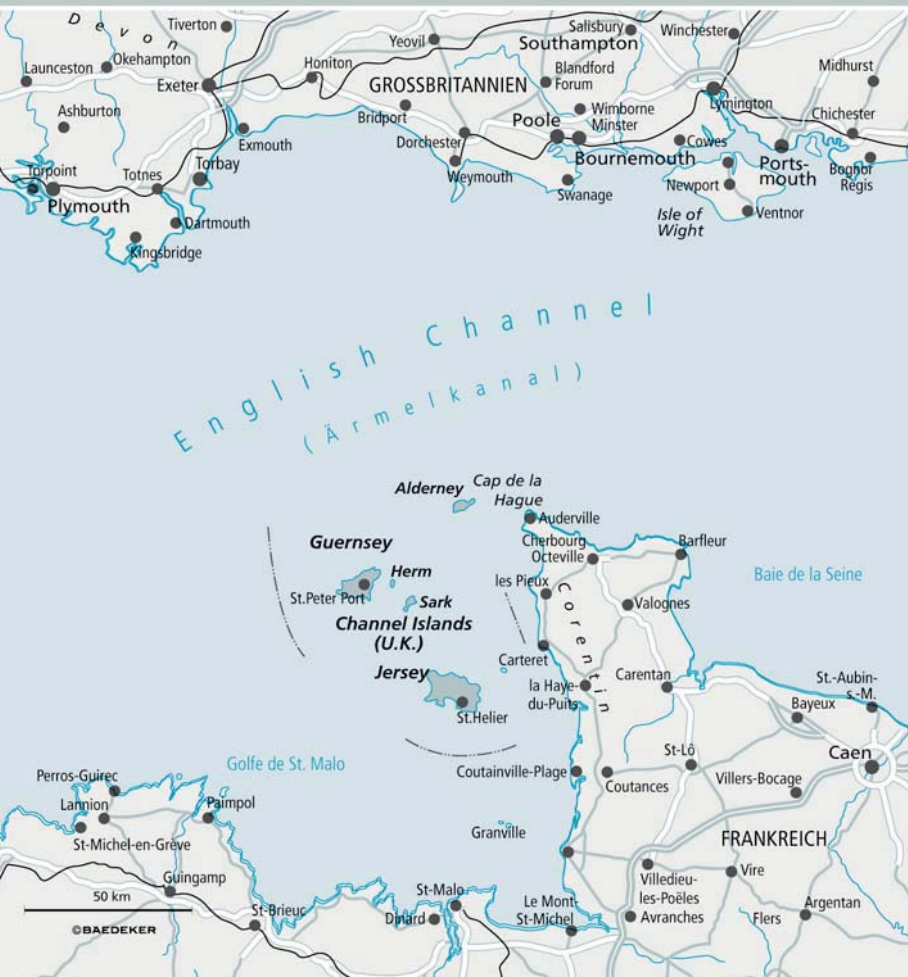 Devon
Tiverton
Yeovil
Salisbury
Winchester
Southampton
Launceston
Okehampton
Exeter
Honiton
GROSSBRITANNIEN
Blandford
Forum
Midhurst
Ashburton
Bridport
Wimborne
Minster
Lymington
Chichester
Exmouth
Dorchester
Poole
Bournemouth
Cowes
Ports-
mouth
Bognor
Regis
Torpoint
Totnes
Torbay
Weymouth
Swanage
Newport
Plymouth
Isle of
Wight
Ventnor
Dartmouth
Kingsbridge
English Channel
(Ärmelkanal)
Alderney
Cap de la
Hague
Auderville
Guernsey
Cherbourg
Octeville
Barfleur
Herm
les Pieux
Baie de la Seine
St.Peter Port
Sark
Corentin
Valognes
Channel Islands
(U.K.)
Carteret
Jersey
la Haye-
du-Puits
Carentan
St.-Aubin-
s.-M.
Bayeux
St.Helier
Golfe de St. Malo
St-Lô
Caen
Perros-Guirec
Coutainville-Plage
Coutances
Villers-Bocage
Lannion
Paimpol
St-Michel-en-Grève
Granville
FRANKREICH
Guingamp
Villedieu-
les-Poëles
Vire
50 km
St-Malo
Le Mont-
St-Michel
Argentan
St-Brieuc
Dinard
Avranches
Flers
©BAEDEKER